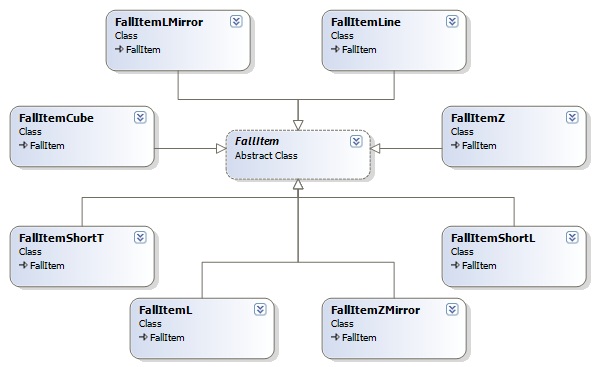 FallItemLMirror
Class
FallItem
FallItemLine
Class
FallItem
FallItemCube
Class
FallItem
FallItem
Abstract Class
FallItemZ
Class
FallItem
FallItemShortT
Class
FallItem
FallItemShortL
Class
FallItem
FallItemL
Class
FallItem
FallItemZMirror
Class
FallItem